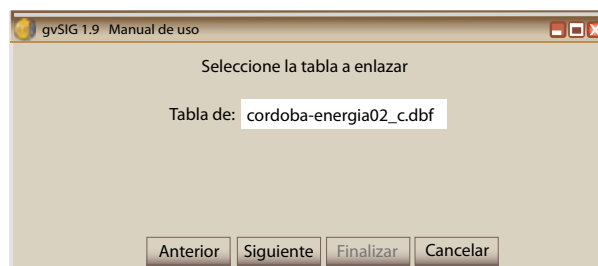 gvSIG 1.9 Manual de uso
Seleccione la tabla a enlazar
Tabla de: cordoba-energia02_c.dbf
Anterior Siguiente Finalizar Cancelar